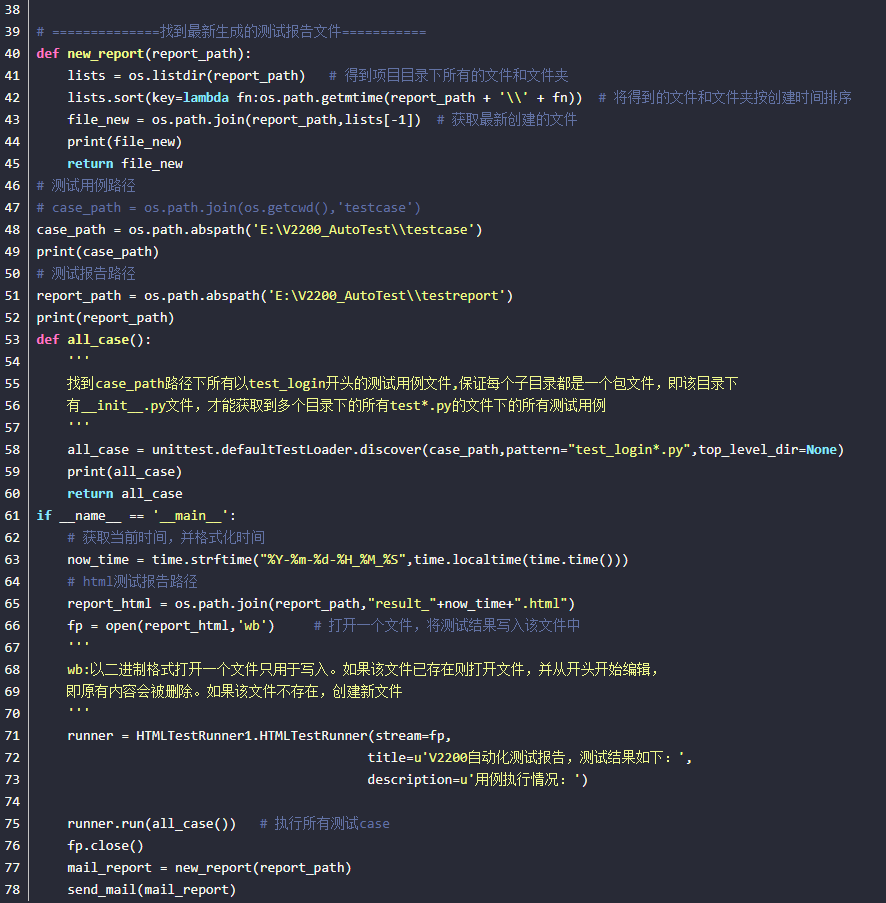 38
39 # ==============找到最新生成的测试报告文件===========
40 def new_report(report_path):
41     lists = os.listdir(report_path)   # 得到项目目录下所有的文件和文件夹
42     lists.sort(key=lambda fn:os.path.getmtime(report_path + '\\' + fn))  # 将得到的文件和文件夹按创建时间排序
43     file_new = os.path.join(report_path,lists[-1])  # 获取最新创建的文件
44     print(file_new)
45     return file_new
46 # 测试用例路径
47 # case_path = os.path.join(os.getcwd(),'testcase')
48 case_path = os.path.abspath('E:\V2200_AutoTest\\testcase')
49 print(case_path)
50 # 测试报告路径
51 report_path = os.path.abspath('E:\V2200_AutoTest\\testreport')
52 print(report_path)
53 def all_case():
54     '''
55     找到case_path路径下所有以test_login开头的测试用例文件,保证每个子目录都是一个包文件，即该目录下
56     有__init__.py文件，才能获取到多个目录下的所有test*.py的文件下的所有测试用例
57     '''
58     all_case = unittest.defaultTestLoader.discover(case_path,pattern="test_login*.py",top_level_dir=None)
59     print(all_case)
60     return all_case
61 if __name__ == '__main__':
62     # 获取当前时间，并格式化时间
63     now_time = time.strftime("%Y-%m-%d-%H_%M_%S",time.localtime(time.time()))
64     # html测试报告路径
65     report_html = os.path.join(report_path,"result_"+now_time+".html")
66     fp = open(report_html,'wb')     # 打开一个文件，将测试结果写入该文件中
67     '''
68     wb:以二进制格式打开一个文件只用于写入。如果该文件已存在则打开文件，并从开头开始编辑，
69     即原有内容会被删除。如果该文件不存在，创建新文件
70     '''
71     runner = HTMLTestRunner1.HTMLTestRunner(stream=fp,
72                                            title=u'V2200自动化测试报告，测试结果如下：',
73                                            description=u'用例执行情况：')
74
75     runner.run(all_case())   # 执行所有测试case
76     fp.close()
77     mail_report = new_report(report_path)
78     send_mail(mail_report)